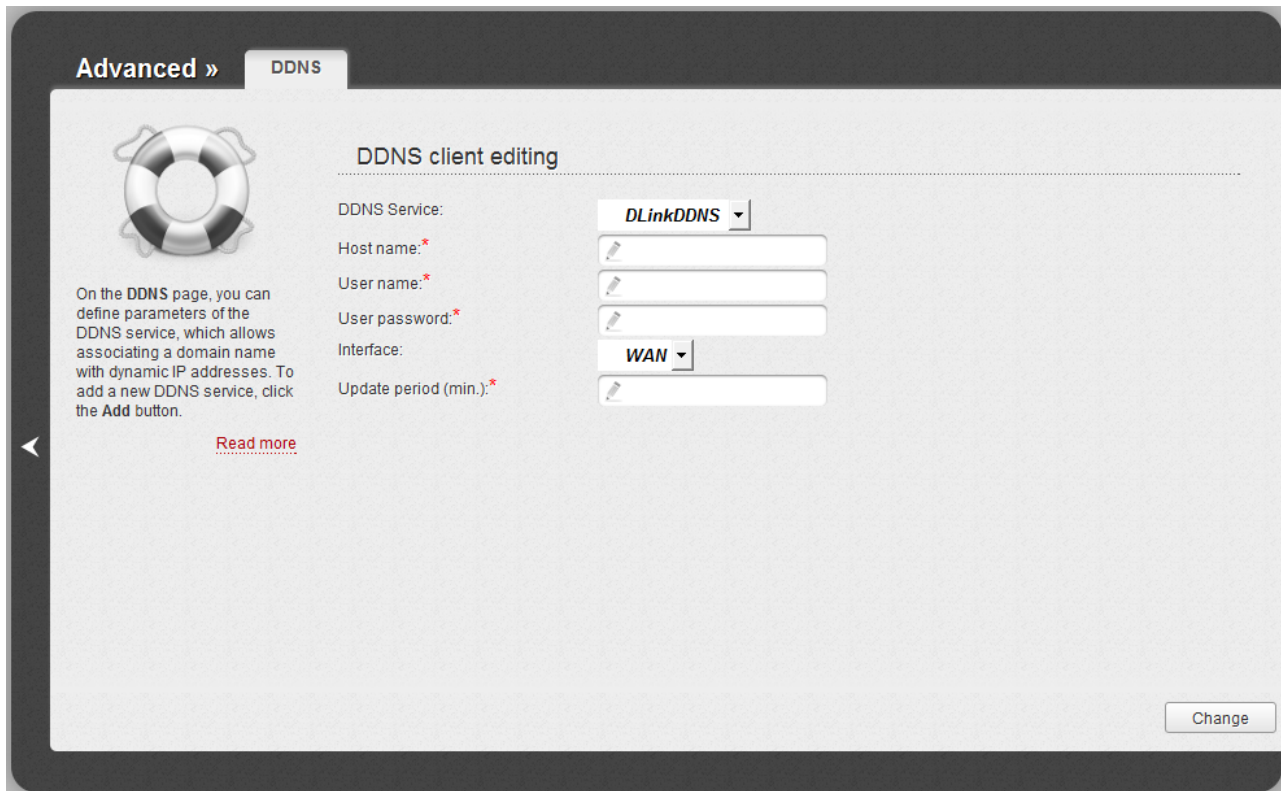 Advanced »
DDNS
On the DDNS page, you can
define parameters of the
DDNS service, which allows
associating a domain name
with dynamic IP addresses. To
add a new DDNS service, click
the Add button.
Read more
DDNS client editing
DDNS Service: DLinkDDNS
Host name:*
User name:*
User password:*
Interface: WAN
Update period (min.):*
Change